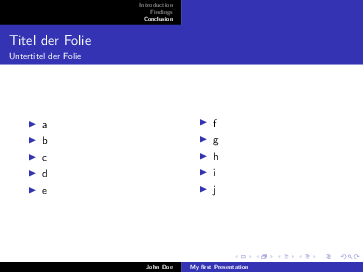 Introduction
Findings
Conclusion
Titel der Folie
Untertitel der Folie
a
b
c
d
e
f
g
h
i
j
John Doe
My first Presentation